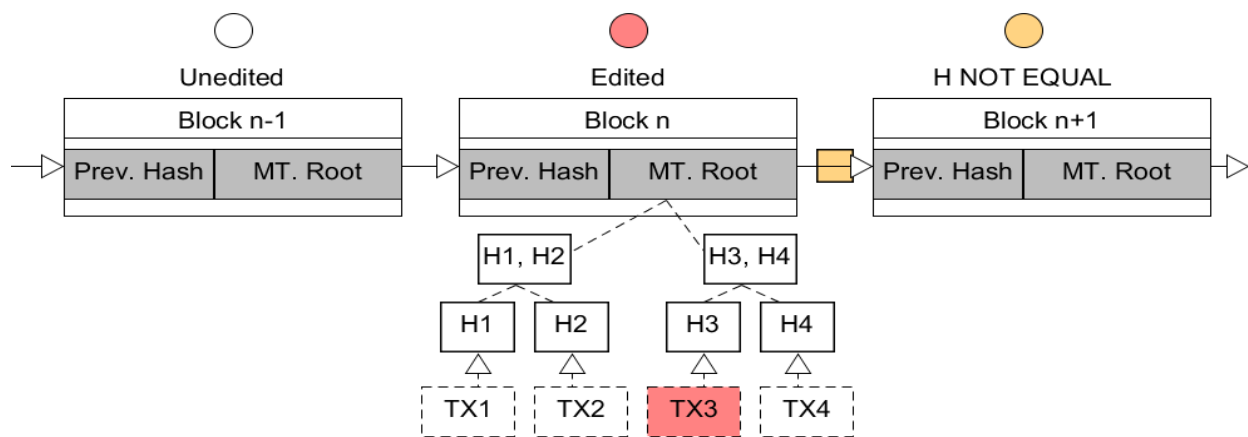 Unedited Edited H NOT EQUAL
Block n-1 Block n Block n+1
Prev. Hash MT. Root Prev. Hash MT. Root Prev. Hash MT. Root
H1, H2 H3, H4
H1 H2 H3 H4
TX1 TX2 TX3 TX4